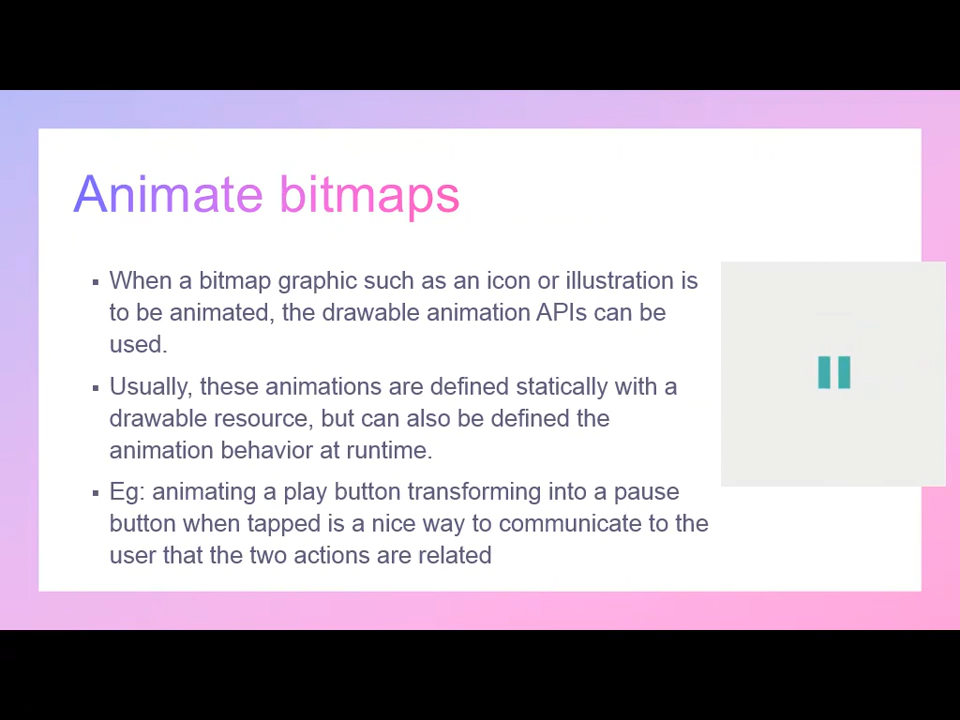 Animate bitmaps
▪ When a bitmap graphic such as an icon or illustration is
to be animated, the drawable animation APIs can be
used.
▪ Usually, these animations are defined statically with a
drawable resource, but can also be defined the
animation behavior at runtime.
▪ Eg: animating a play button transforming into a pause
button when tapped is a nice way to communicate to the
user that the two actions are related